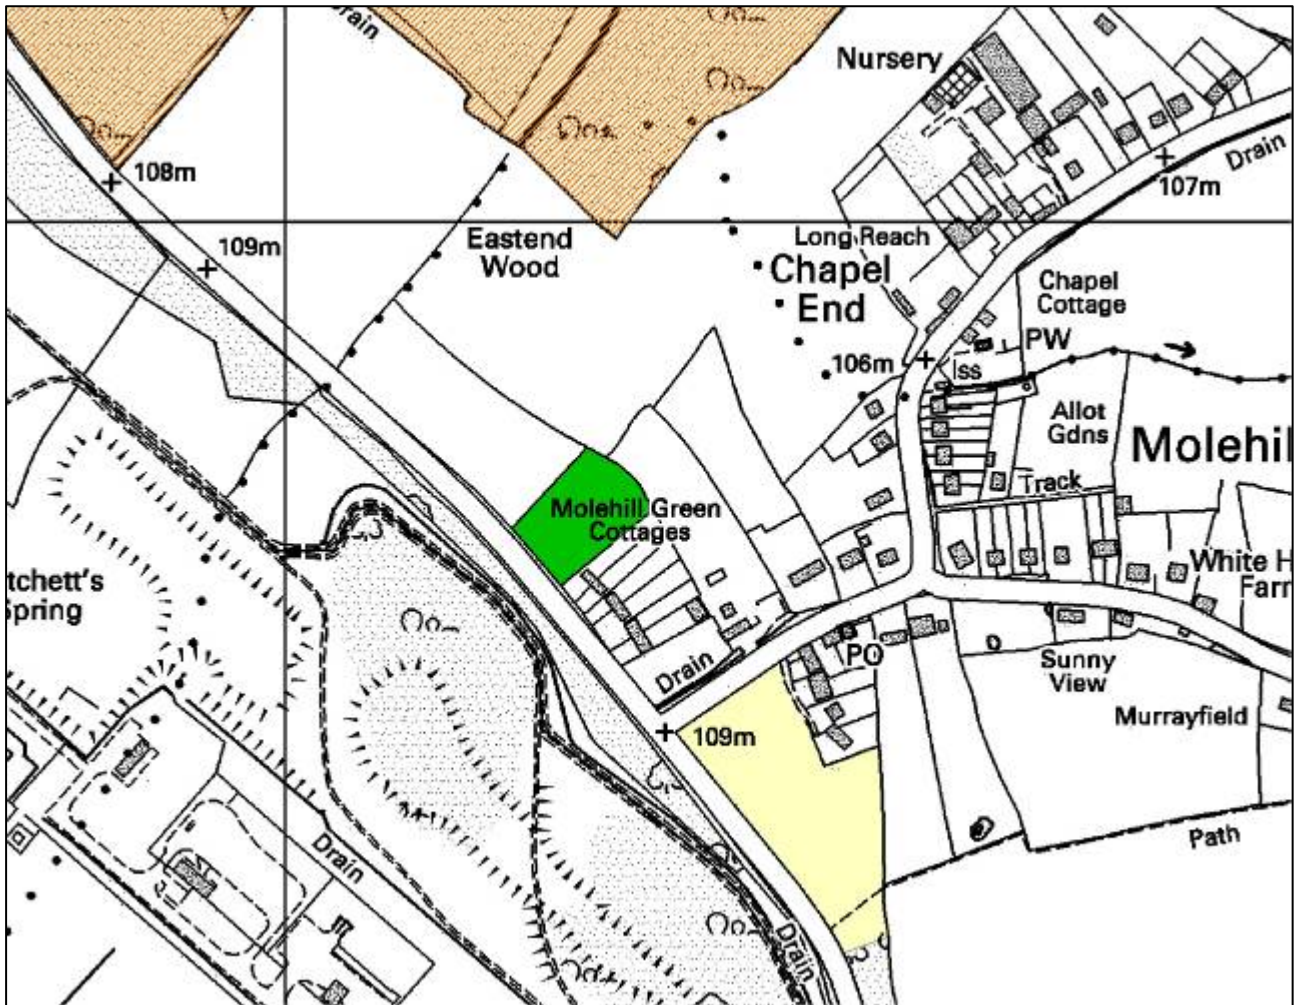 Drain
Nursery
108m
Drain
107m
109m
Eastend
Wood
Long Reach
Chapel
End
Chapel
Cottage
PW
106m
Iss
Allot
Gdns
Molehil
Track
Molehill Green
Cottages
White H
Farr
tchett's
Spring
PO
Sunny
View
Drain
Murrayfield
109m
Path
Drain
Drain